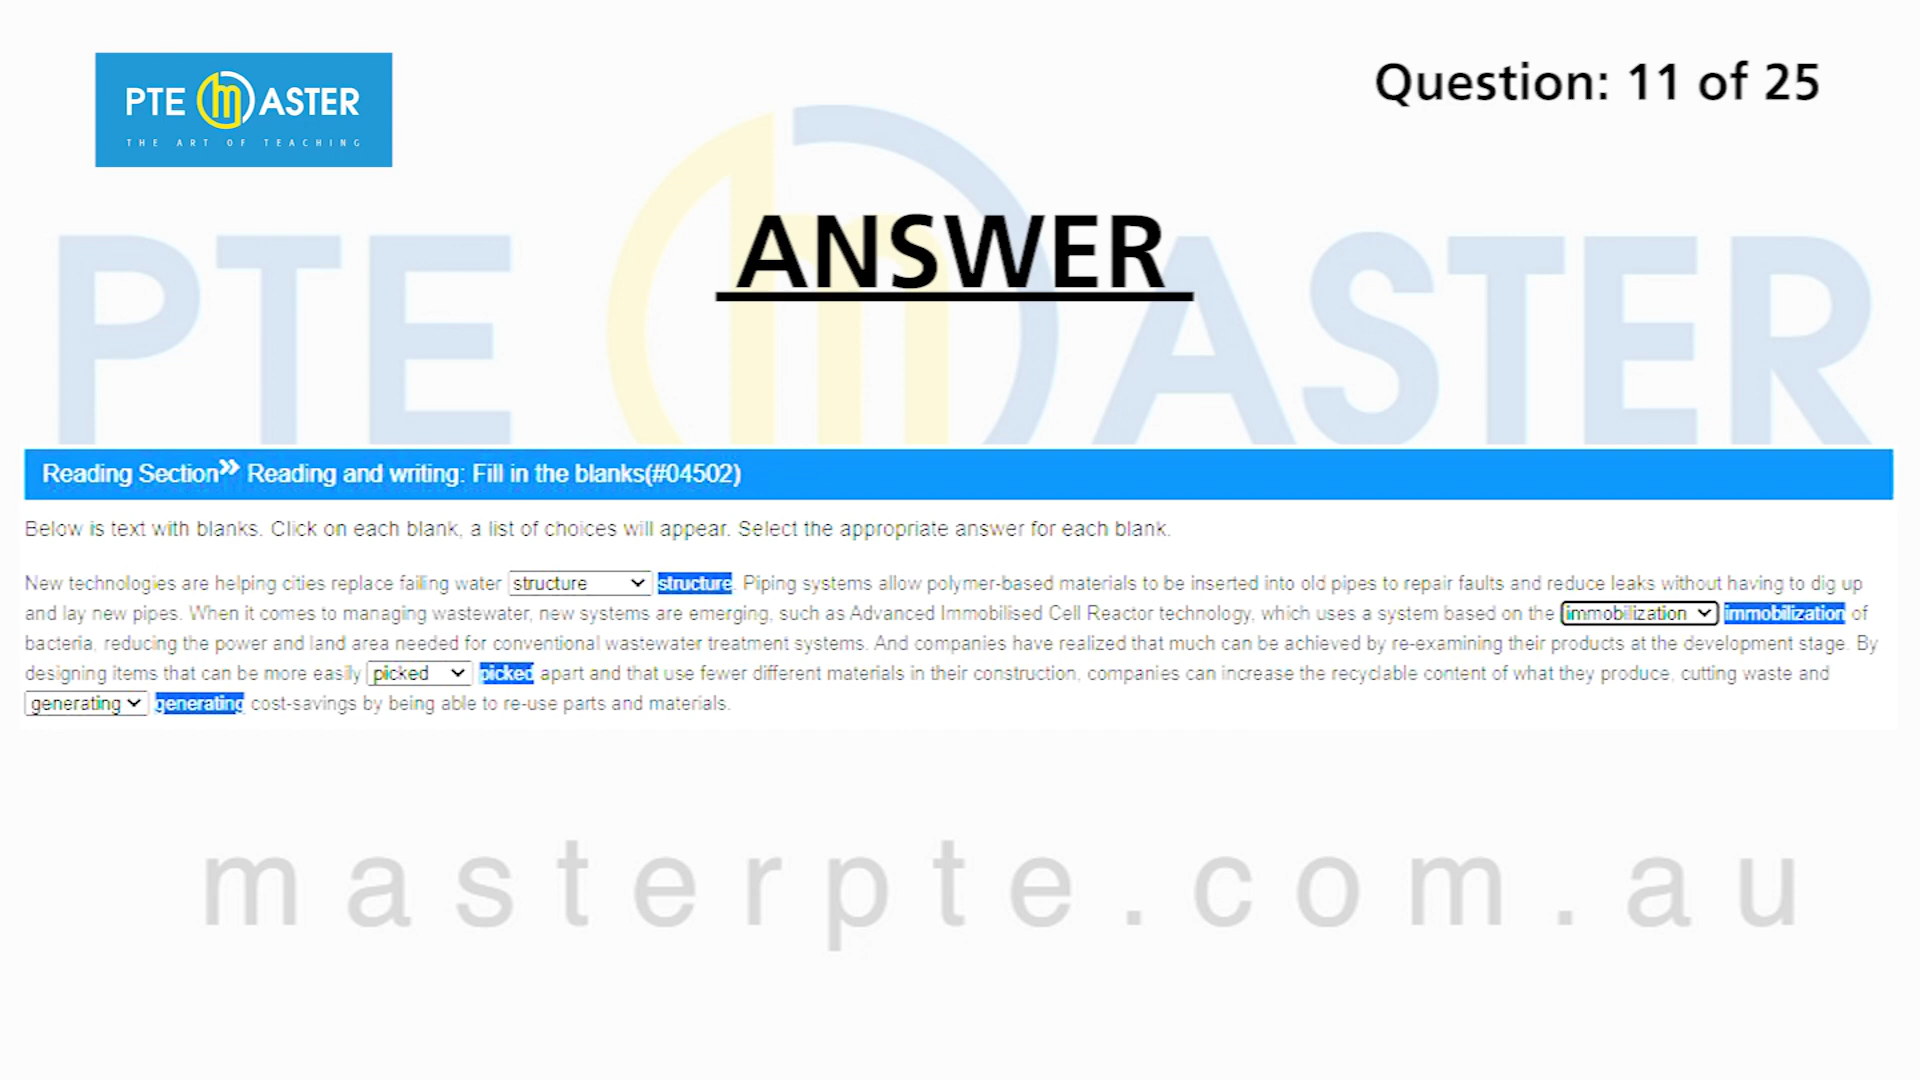 PTE MASTER
THE ART OF TEACHING
Question: 11 of 25
PTE MASTER
ANSWER
Reading Section» Reading and writing: Fill in the blanks(#04502)
Below is text with blanks. Click on each blank, a list of choices will appear. Select the appropriate answer for each blank.
New technologies are helping cities replace failing water structure structure. Piping systems allow polymer-based materials to be inserted into old pipes to repair faults and reduce leaks without having to dig up
and lay new pipes. When it comes to managing wastewater, new systems are emerging, such as Advanced Immobilised Cell Reactor technology, which uses a system based on the immobilization immobilization of
bacteria, reducing the power and land area needed for conventional wastewater treatment systems. And companies have realized that much can be achieved by re-examining their products at the development stage. By
designing items that can be more easily picked picked apart and that use fewer different materials in their construction, companies can increase the recyclable content of what they produce, cutting waste and
generating generating cost-savings by being able to re-use parts and materials.
masterpte.com.au